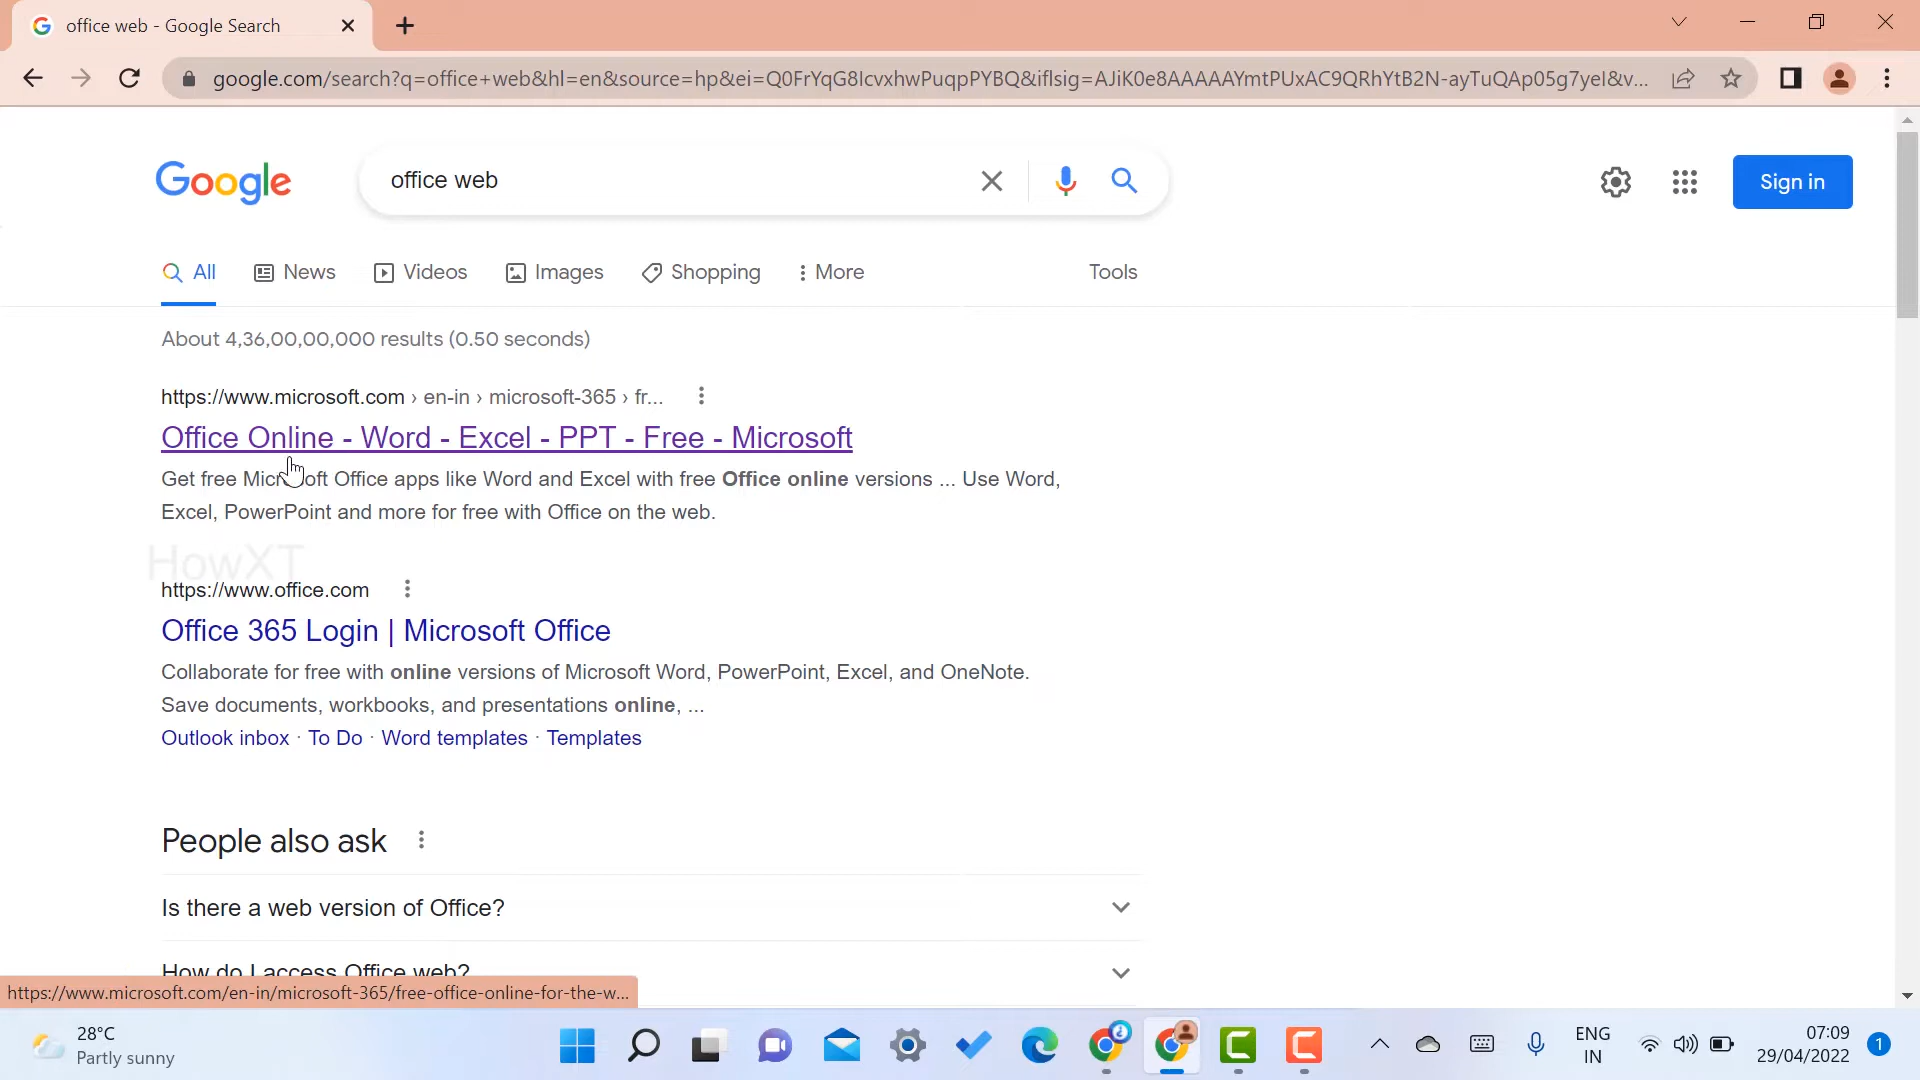 office web - Google Search
google.com/search?q=office+web&hl=en&source=hp&ei=Q0FrYqG8IcvxhwPuqpPYBQ&iflsig=AJiK0e8AAAAAYmtPUxAC9QRhYtB2N-ayTuQAp05g7yeI&v...
Google
office web
Sign in
All News Videos Images Shopping More Tools
About 4,36,00,00,000 results (0.50 seconds)
https://www.microsoft.com › en-in › microsoft-365 › fr...
Office Online - Word - Excel - PPT - Free - Microsoft
Get free Microsoft Office apps like Word and Excel with free Office online versions ... Use Word,
Excel, PowerPoint and more for free with Office on the web.
HowXT
https://www.office.com
Office 365 Login | Microsoft Office
Collaborate for free with online versions of Microsoft Word, PowerPoint, Excel, and OneNote.
Save documents, workbooks, and presentations online, ...
Outlook inbox · To Do · Word templates · Templates
People also ask
Is there a web version of Office?
How do I access Office web?
https://www.microsoft.com/en-in/microsoft-365/free-office-online-for-the-w...
28°C
Partly sunny
ENG
IN
07:09
29/04/2022
1